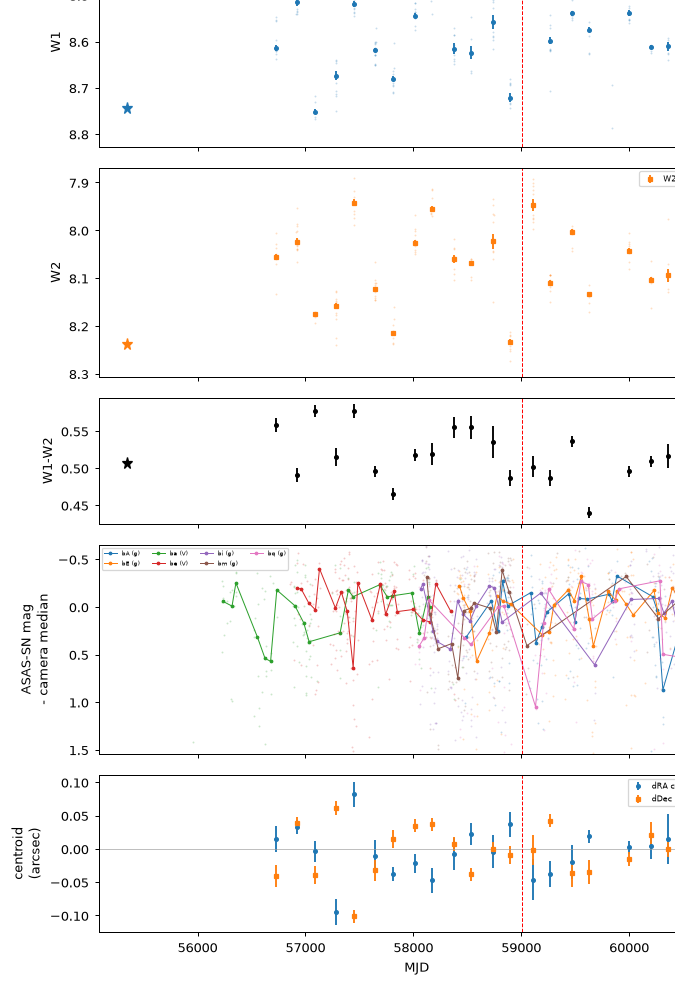 W1
8.6
8.7
8.8
W2
7.9
8.0
8.1
8.2
8.3
W2
W1-W2
0.55
0.50
0.45
ASAS-SN mag
- camera median
−0.5
0.0
0.5
1.0
1.5
bA (g)
bE (g)
ba (V)
be (V)
bi (g)
bm (g)
bq (g)
centroid
(arcsec)
0.10
0.05
0.00
−0.05
−0.10
dRA c
dDec
56000 57000 58000 59000 60000
MJD